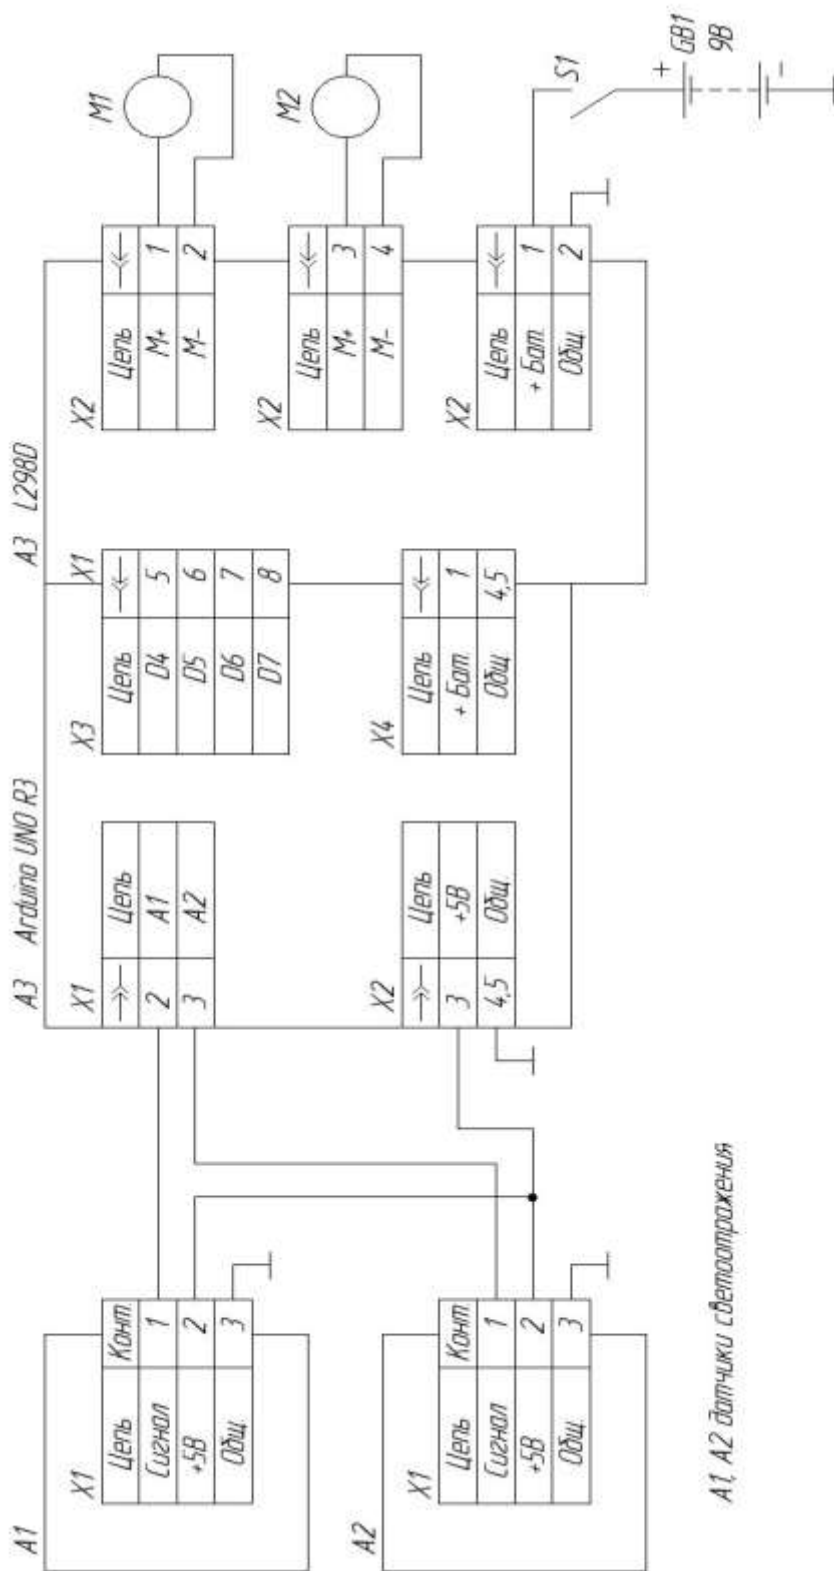 A1
X1
Цепь Конт.
Сигнал 1
+5В 2
Общ. 3
A2
X1
Цепь Конт.
Сигнал 1
+5В 2
Общ. 3
A3 Arduino UNO R3
X1
Цепь
2 A1
3 A2
X2
Цепь
3 +5В
4,5 Общ.
X3
Цепь
D4 5
D5 6
D6 7
D7 8
X4
Цепь
+ Бат. 1
Общ. 4,5
A3 L298D
X1
X2
Цепь
M+ 1
M- 2
X2
Цепь
M+ 3
M- 4
X2
Цепь
+ Бат. 1
Общ. 2
M1
M2
S1
+
GB1
9В
-
A1, A2 датчики светоотражения